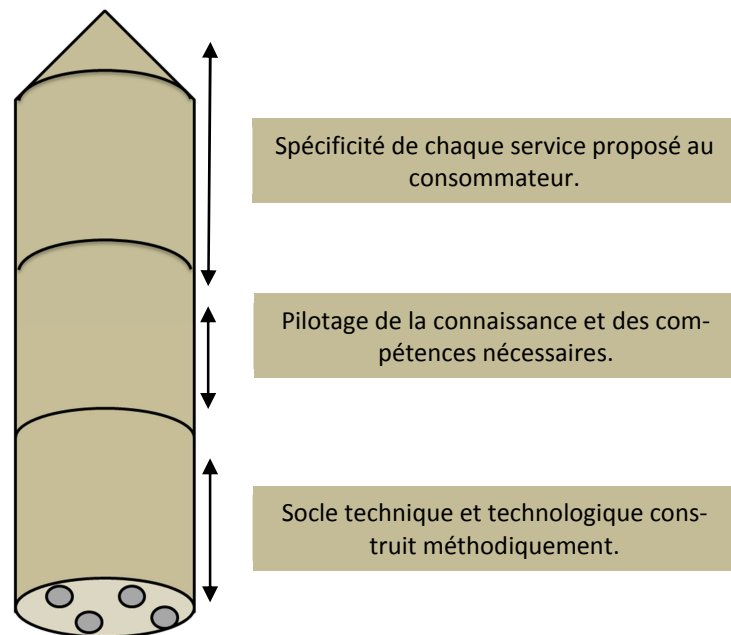 Spécificité de chaque service proposé au
consommateur.
Pilotage de la connaissance et des com-
pétences nécessaires.
Socle technique et technologique cons-
truit méthodiquement.